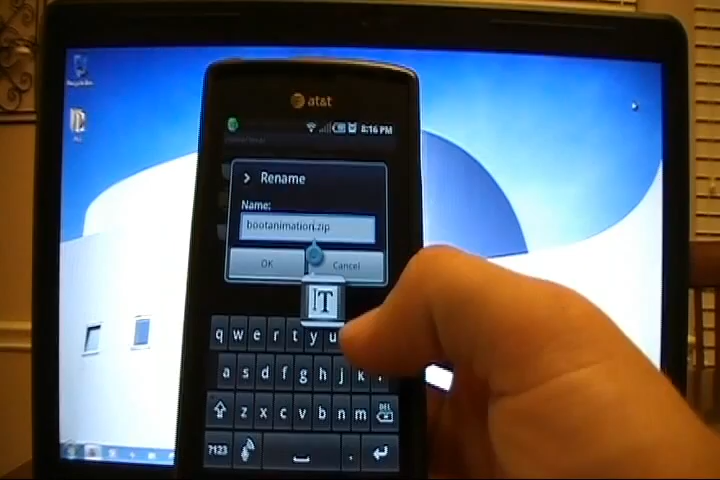 at&t
8:16 PM
Rename
Name:
bootanimation.zip
OK
Cancel
T
q w e r t y u
a s d f g h j k l
DEL
z x c v b n m
?123
.